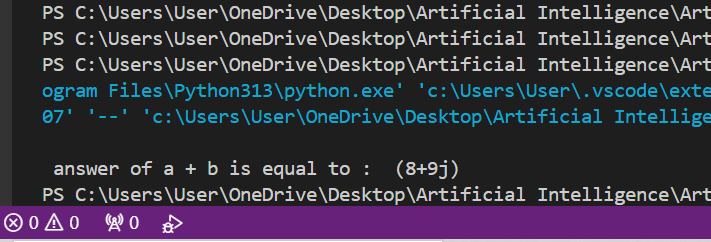 PS C:\Users\User\OneDrive\Desktop\Artificial Intelligence\Art
PS C:\Users\User\OneDrive\Desktop\Artificial Intelligence\Art
PS C:\Users\User\OneDrive\Desktop\Artificial Intelligence\Art
ogram Files\Python313\python.exe' 'c:\Users\User\.vscode\exte
07' '--' 'c:\Users\User\OneDrive\Desktop\Artificial Intellige
answer of a + b is equal to :  (8+9j)
PS C:\Users\User\OneDrive\Desktop\Artificial Intelligence\Art
0 0 0